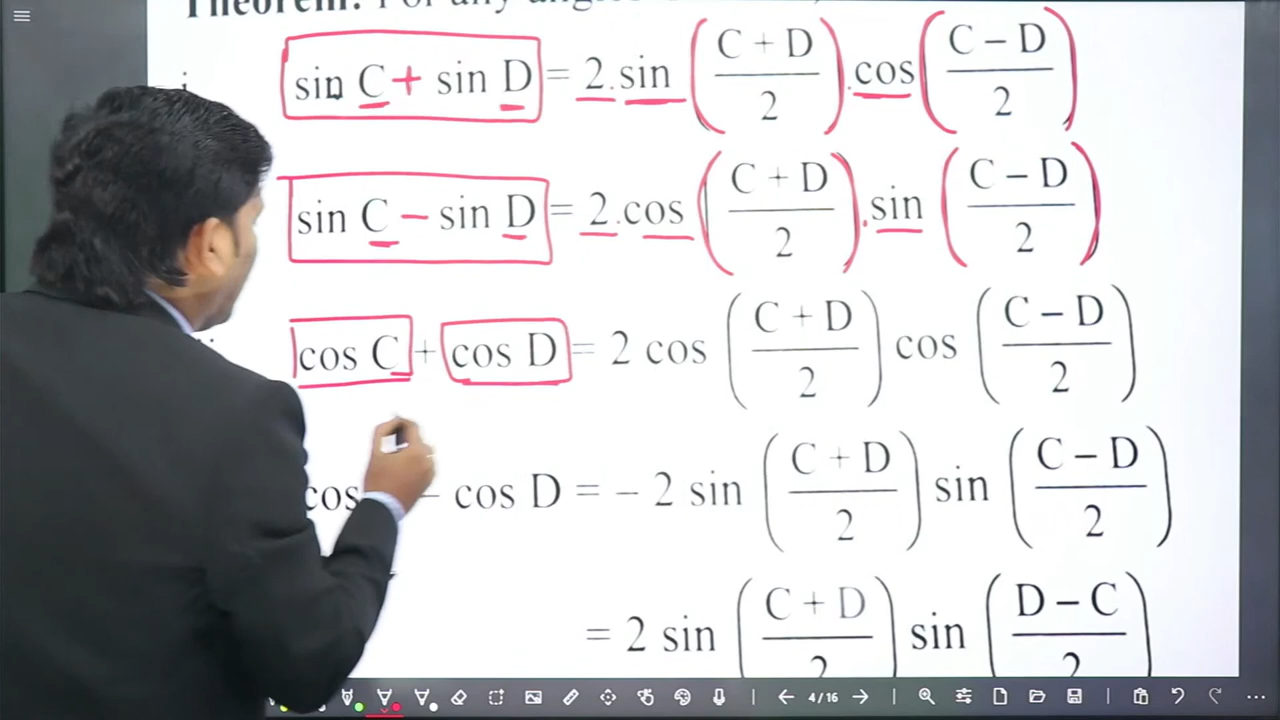 Theorem: For any angles
i
sin C + sin D = 2.sin (C + D / 2).cos (C – D / 2)
sin C – sin D = 2.cos (C + D / 2).sin (C – D / 2)
cos C + cos D = 2 cos (C + D / 2) cos (C – D / 2)
cos – cos D = – 2 sin (C + D / 2) sin (C – D / 2)
= 2 sin (C + D / 2) sin (D – C / 2)
4/16